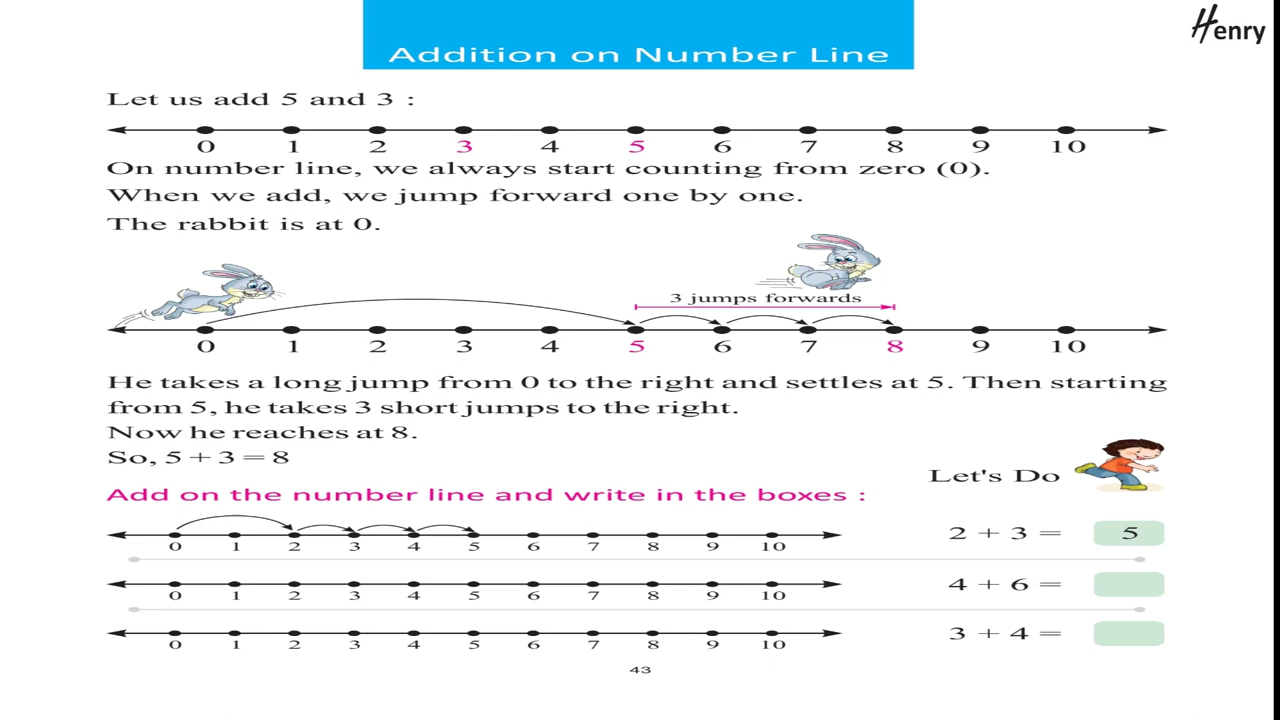 Henry
Addition on Number Line
Let us add 5 and 3 :
0 1 2 3 4 5 6 7 8 9 10
On number line, we always start counting from zero (0).
When we add, we jump forward one by one.
The rabbit is at 0.
3 jumps forwards
0 1 2 3 4 5 6 7 8 9 10
He takes a long jump from 0 to the right and settles at 5. Then starting
from 5, he takes 3 short jumps to the right.
Now he reaches at 8.
So, 5 + 3 = 8
Let's Do
Add on the number line and write in the boxes :
0 1 2 3 4 5 6 7 8 9 10
2 + 3 = 5
0 1 2 3 4 5 6 7 8 9 10
4 + 6 =
0 1 2 3 4 5 6 7 8 9 10
3 + 4 =
43